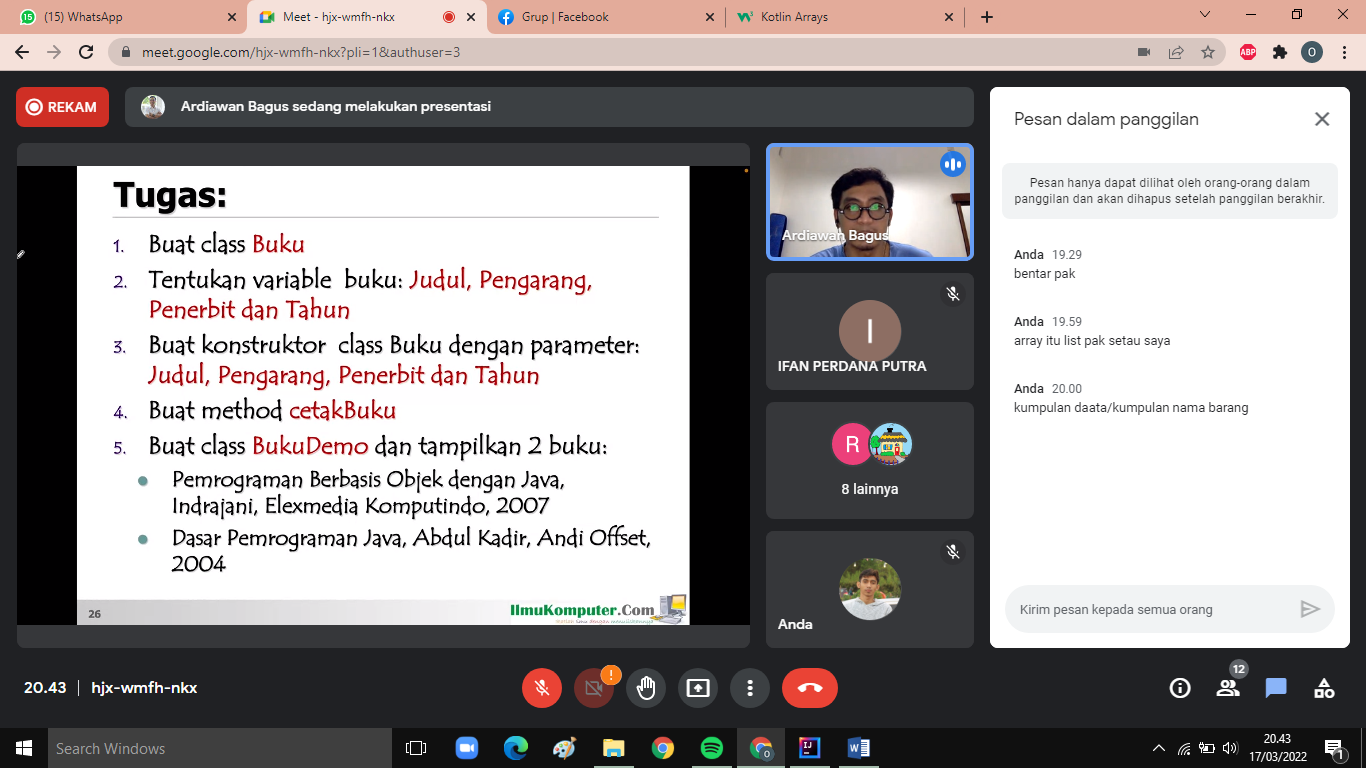 (15) WhatsApp
Meet - hjx-wmfh-nkx
Grup | Facebook
Kotlin Arrays
meet.google.com/hjx-wmfh-nkx?pli=1&authuser=3
ABP
O
REKAM
Ardiawan Bagus sedang melakukan presentasi
Tugas:
1. Buat class Buku
2. Tentukan variable buku: Judul, Pengarang,
Penerbit dan Tahun
3. Buat konstruktor class Buku dengan parameter:
Judul, Pengarang, Penerbit dan Tahun
4. Buat method cetakBuku
5. Buat class BukuDemo dan tampilkan 2 buku:
Pemrograman Berbasis Objek dengan Java,
Indrajani, Elexmedia Komputindo, 2007
Dasar Pemrograman Java, Abdul Kadir, Andi Offset,
2004
26
IlmuKomputer.Com
Ardiawan Bagus
I
IFAN PERDANA PUTRA
R
8 lainnya
Anda
Pesan dalam panggilan
Pesan hanya dapat dilihat oleh orang-orang dalam
panggilan dan akan dihapus setelah panggilan berakhir.
Anda 19.29
bentar pak
Anda 19.59
array itu list pak setau saya
Anda 20.00
kumpulan daata/kumpulan nama barang
Kirim pesan kepada semua orang
20.43 | hjx-wmfh-nkx
12
Search Windows
20.43
17/03/2022
1